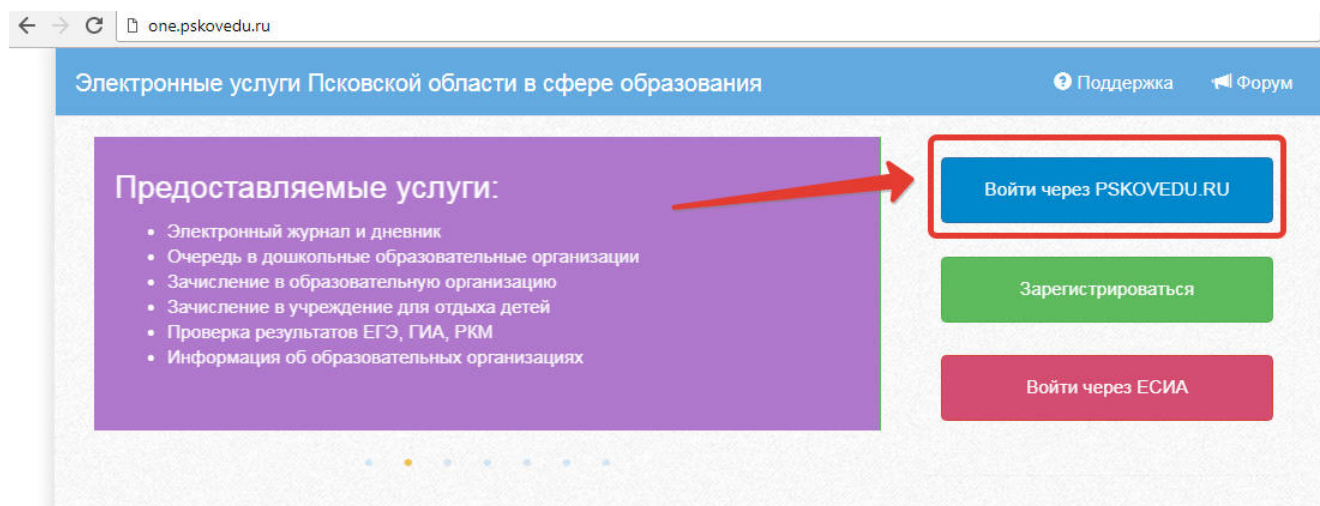 one.pskovedu.ru
Электронные услуги Псковской области в сфере образования
Поддержка
Форум
Предоставляемые услуги:
Электронный журнал и дневник
Очередь в дошкольные образовательные организации
Зачисление в образовательную организацию
Зачисление в учреждение для отдыха детей
Проверка результатов ЕГЭ, ГИА, РКМ
Информация об образовательных организациях
Войти через PSKOVEDU.RU
Зарегистрироваться
Войти через ЕСИА